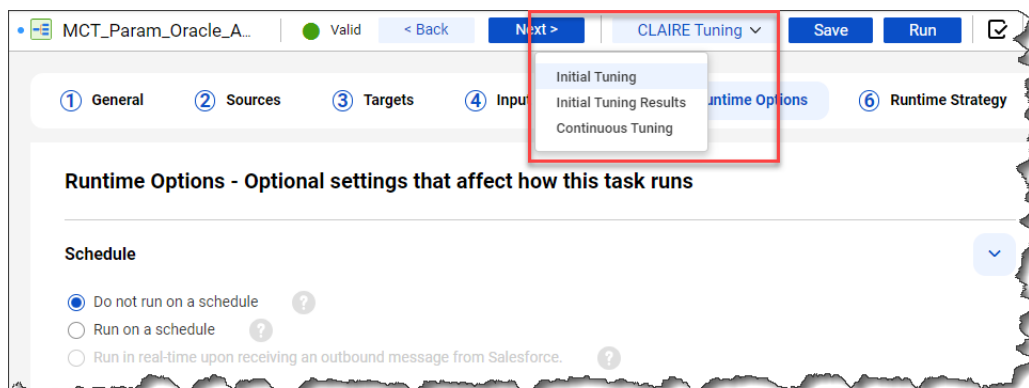 MCT_Param_Oracle_A... Valid < Back Next > CLAIRE Tuning Save Run
Initial Tuning
Initial Tuning Results
Continuous Tuning
1 General 2 Sources 3 Targets 4 Inpu untime Options 6 Runtime Strategy
Runtime Options - Optional settings that affect how this task runs
Schedule
Do not run on a schedule ?
Run on a schedule ?
Run in real-time upon receiving an outbound message from Salesforce. ?